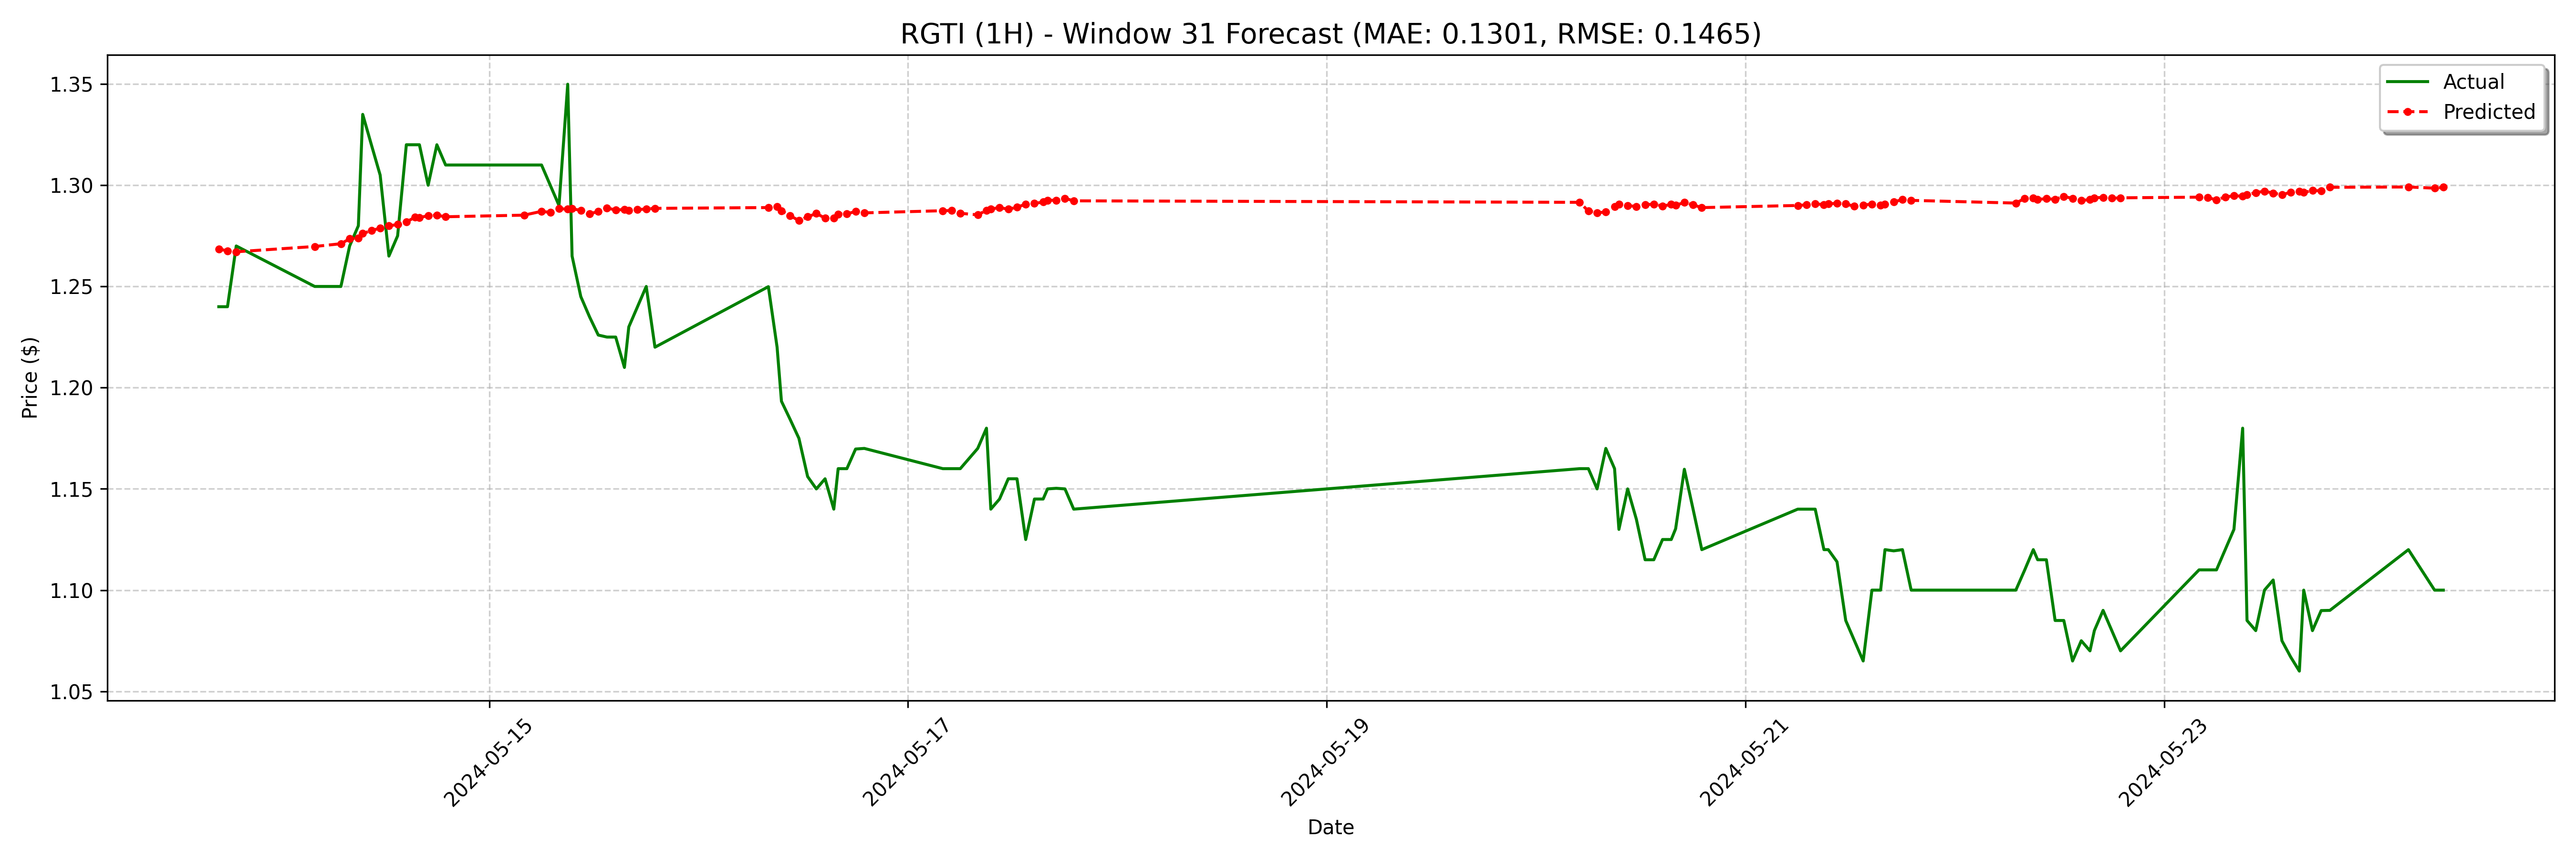 RGTI (1H) - Window 31 Forecast (MAE: 0.1301, RMSE: 0.1465)
Actual
Predicted
Price ($)
1.35
1.30
1.25
1.20
1.15
1.10
1.05
2024-05-15
2024-05-17
2024-05-19
2024-05-21
2024-05-23
Date